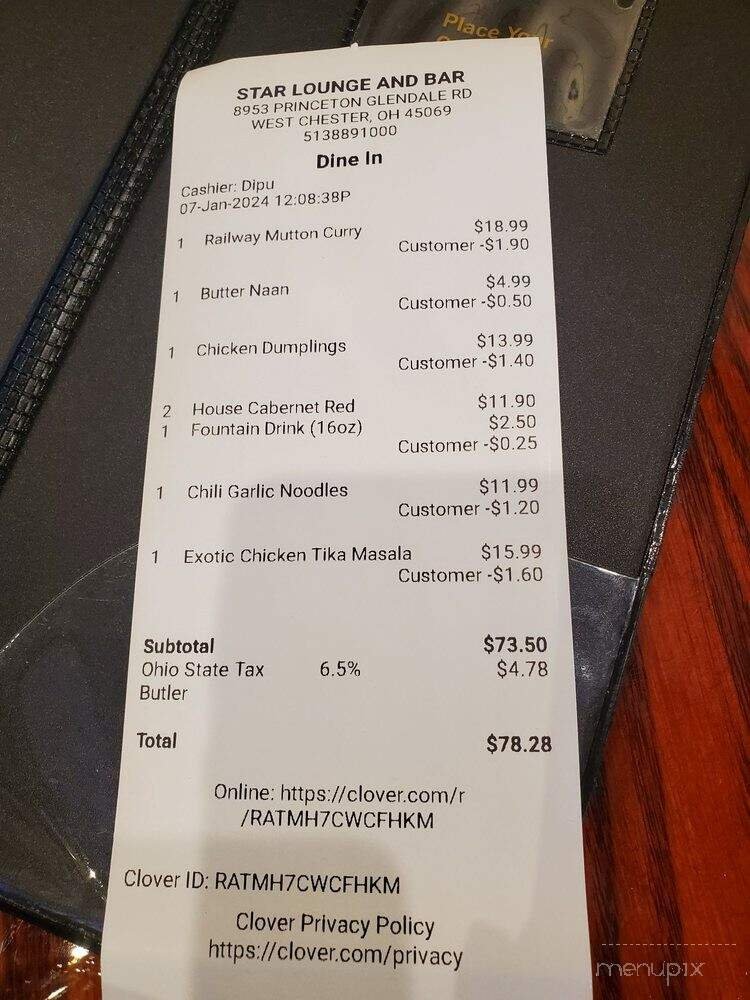 Place Your
STAR LOUNGE AND BAR
8953 PRINCETON GLENDALE RD
WEST CHESTER, OH 45069
5138891000
Dine In
Cashier: Dipu
07-Jan-2024 12:08:38P
1 Railway Mutton Curry $18.99
Customer -$1.90
1 Butter Naan $4.99
Customer -$0.50
1 Chicken Dumplings $13.99
Customer -$1.40
2 House Cabernet Red $11.90
1 Fountain Drink (16oz) $2.50
Customer -$0.25
1 Chili Garlic Noodles $11.99
Customer -$1.20
1 Exotic Chicken Tika Masala $15.99
Customer -$1.60
Subtotal $73.50
Ohio State Tax 6.5% $4.78
Butler
Total $78.28
Online: https://clover.com/r
/RATMH7CWCFHKM
Clover ID: RATMH7CWCFHKM
Clover Privacy Policy
https://clover.com/privacy
menupix